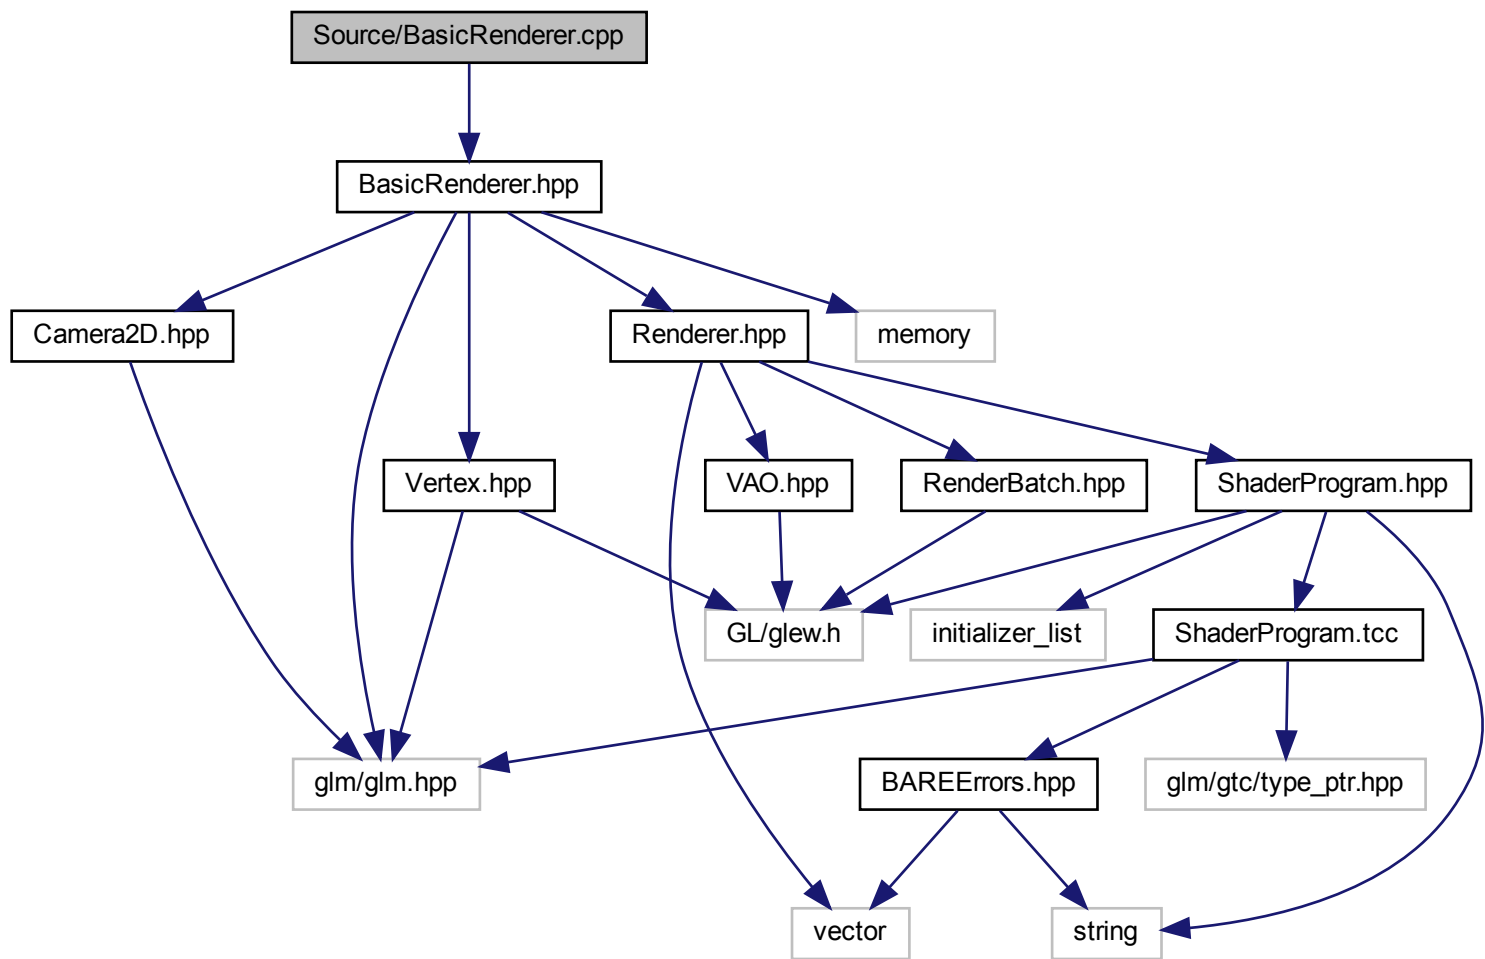 Source/BasicRenderer.cpp
BasicRenderer.hpp
Camera2D.hpp
Renderer.hpp
memory
Vertex.hpp
VAO.hpp
RenderBatch.hpp
ShaderProgram.hpp
GL/glew.h
initializer_list
ShaderProgram.tcc
glm/glm.hpp
BAREErrors.hpp
glm/gtc/type_ptr.hpp
vector
string